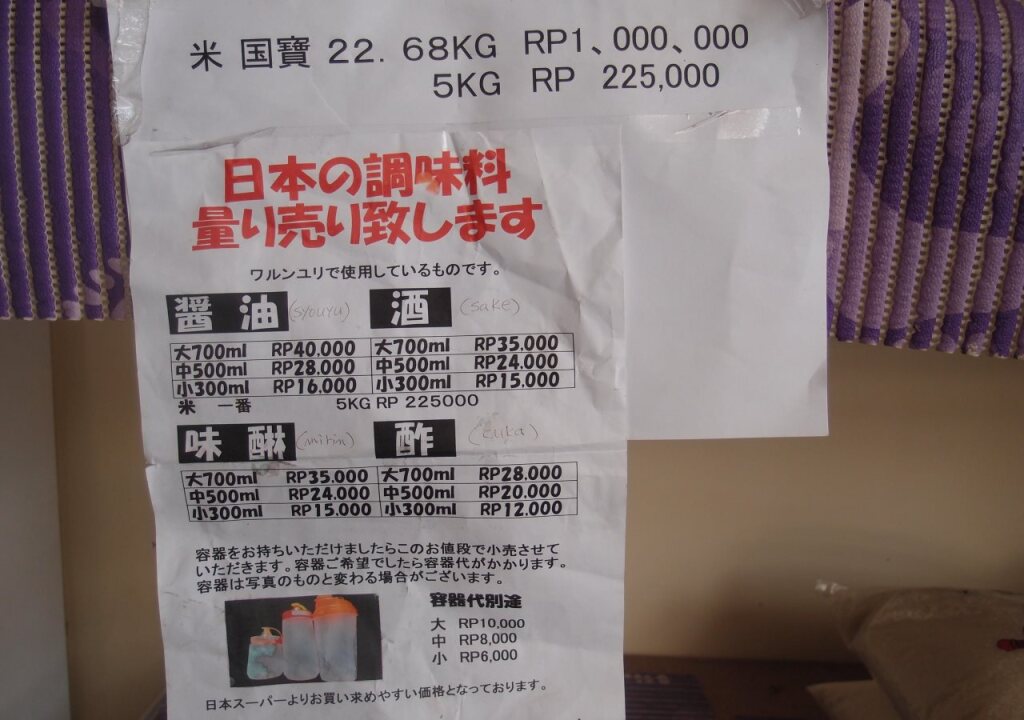 米 国寶 22. 68KG RP1、000、000
5KG RP 225,000
日本の調味料
量り売り致します
ワルンユリで使用しているものです。
醤 油 (syouyu) 酒 (sake)
大700ml RP40,000 大700ml RP35.000
中500ml RP28,000 中500ml RP24.000
小300ml RP16,000 小300ml RP15.000
米 一番 5KG RP 225000
味 醂 (mirin) 酢 (cuka)
大700ml RP35.000 大700ml RP28.000
中500ml RP24.000 中500ml RP20.000
小300ml RP15.000 小300ml RP12.000
容器をお持ちいただけましたらこのお値段で小売させて
いただきます。容器ご希望でしたら容器代がかかります。
容器は写真のものと変わる場合がございます。
容器代別途
大 RP10,000
中 RP8,000
小 RP6,000
日本スーパーよりお買い求めやすい価格となっております。